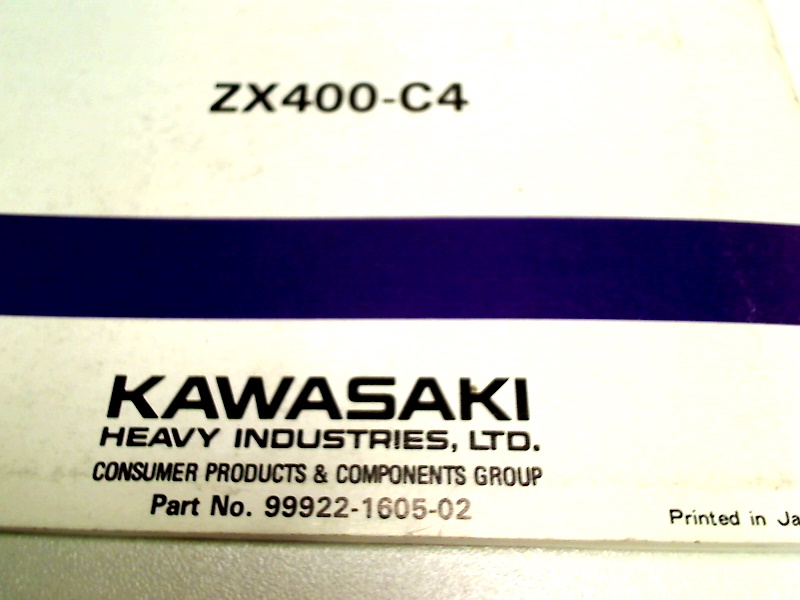 ZX400-C4
KAWASAKI
HEAVY INDUSTRIES, LTD.
CONSUMER PRODUCTS & COMPONENTS GROUP
Part No. 99922-1605-02
Printed in Ja